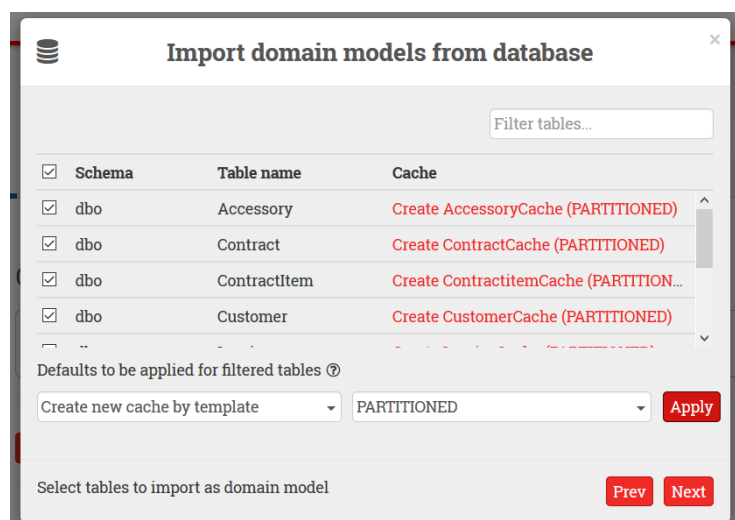 Import domain models from database
×
Filter tables...
Schema Table name Cache
dbo Accessory Create AccessoryCache (PARTITIONED)
dbo Contract Create ContractCache (PARTITIONED)
dbo ContractItem Create ContractitemCache (PARTITION...
dbo Customer Create CustomerCache (PARTITIONED)
Defaults to be applied for filtered tables ?
Create new cache by template PARTITIONED Apply
Select tables to import as domain model Prev Next